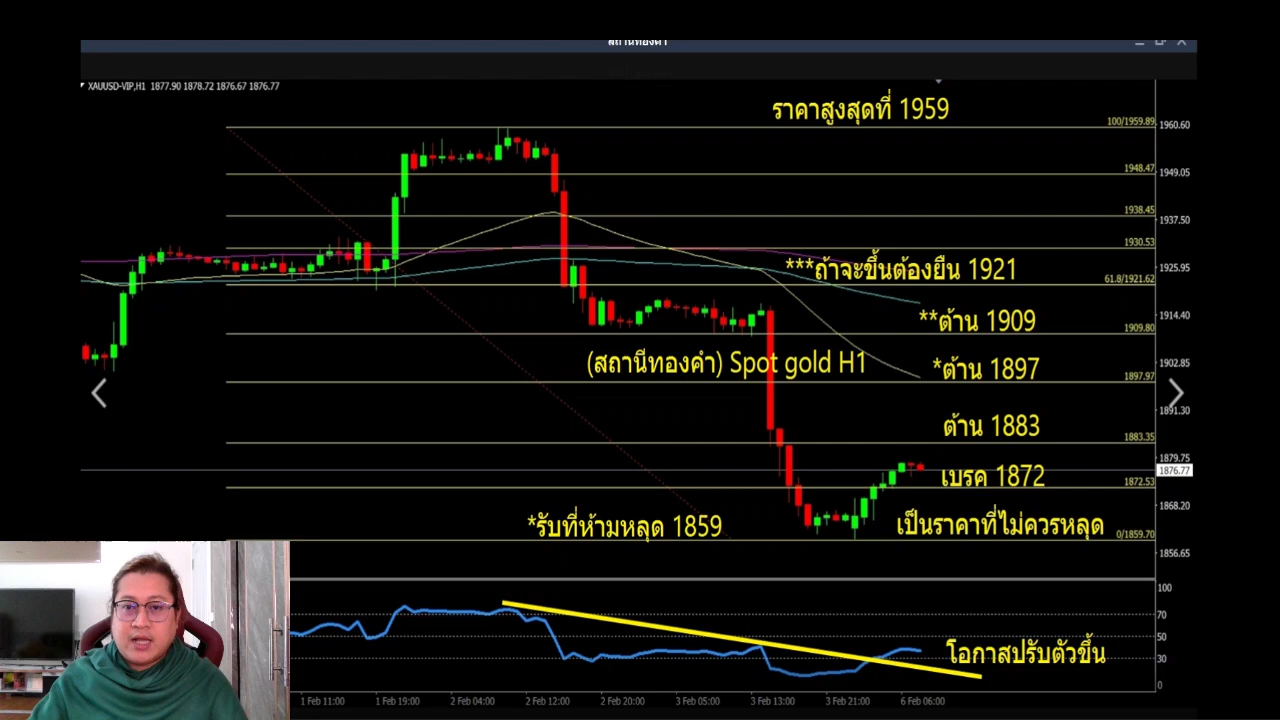 สถานีทองคำ
XAUUSD-VIP,H1 1877.90 1878.72 1876.67 1876.77
ราคาสูงสุดที่ 1959
100/1959.89
1960.60
1948.47
1949.05
1938.45
1937.50
1930.53
***ถ้าจะขึ้นต้องยืน 1921
1925.95
61.8/1921.62
**ต้าน 1909
1914.40
1909.80
(สถานีทองคำ) Spot gold H1
*ต้าน 1897
1902.85
1897.97
1891.30
ต้าน 1883
1883.35
1879.75
1876.77
เบรค 1872
1872.53
1868.20
*รับที่ห้ามหลุด 1859
เป็นราคาที่ไม่ควรหลุด
0/1859.70
1856.65
100
70
50
โอกาสปรับตัวขึ้น
30
0
1 Feb 11:00
1 Feb 19:00
2 Feb 04:00
2 Feb 12:00
2 Feb 20:00
3 Feb 05:00
3 Feb 13:00
3 Feb 21:00
6 Feb 06:00